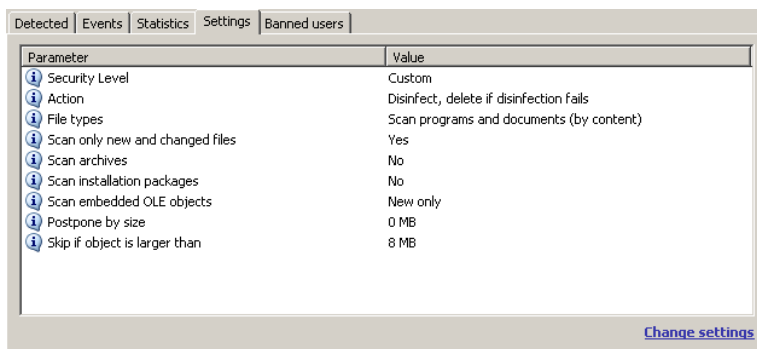 Detected Events Statistics Settings Banned users
Parameter Value
Security Level Custom
Action Disinfect, delete if disinfection fails
File types Scan programs and documents (by content)
Scan only new and changed files Yes
Scan archives No
Scan installation packages No
Scan embedded OLE objects New only
Postpone by size 0 MB
Skip if object is larger than 8 MB
Change settings